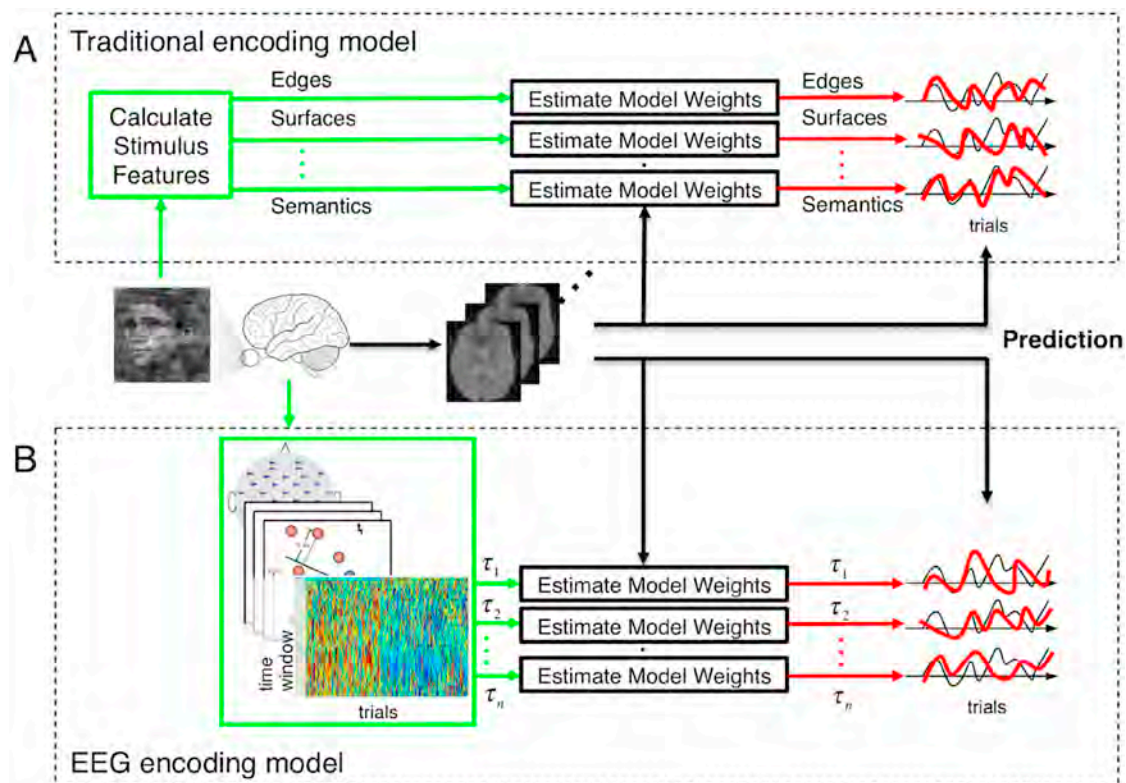 A
Traditional encoding model
Calculate
Stimulus
Features
Edges
Surfaces
Semantics
Estimate Model Weights
Estimate Model Weights
Estimate Model Weights
Edges
Surfaces
Semantics
trials
Prediction
B
time
window
trials
τ1
τ2
τn
Estimate Model Weights
Estimate Model Weights
Estimate Model Weights
τ1
τ2
τn
trials
EEG encoding model